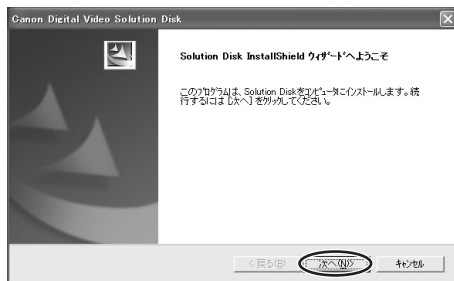 Canon Digital Video Solution Disk
Solution Disk InstallShield ウィザードへようこそ
このプログラムは、Solution Diskをコンピュータにインストールします。続
行するには [次へ] をクリックしてください。
< 戻る(B)
次へ(N)>
キャンセル